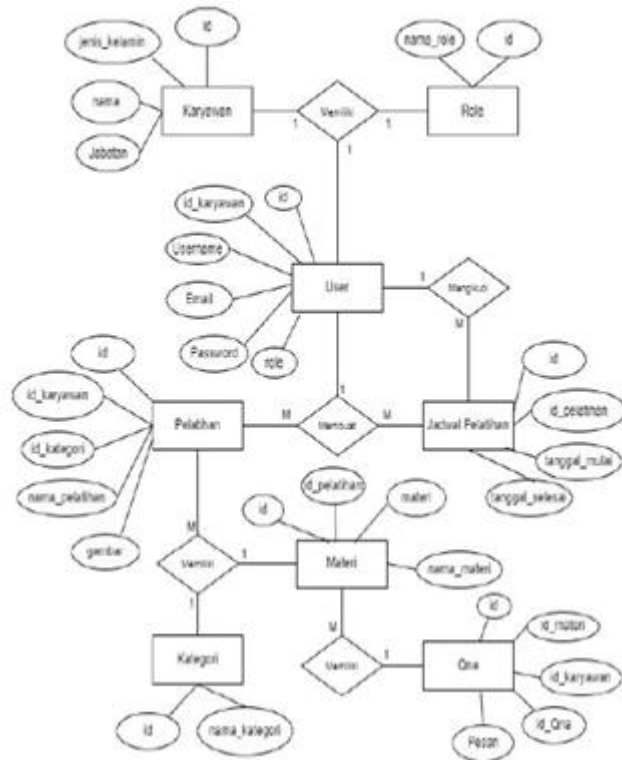 id
jenis_kelamin
nama
Jabatan
Karyawan
1
Memiliki
1
1
nama_role
id
Role
id_karyawan
id
Username
Email
Password
role
User
1
Mengikuti
M
1
id
id_karyawan
id_kategori
nama_pelatihan
gambar
Pelatihan
M
Membuat
M
Jadwal Pelatihan
id
id_pelatihan
tanggal_mulai
tanggal_selesai
M
Memiliki
1
1
id
id_pelatihan
materi
Materi
nama_materi
Kategori
id
nama_kategori
M
Memiliki
1
Qna
id
id_materi
id_karyawan
id_Qna
Pesan